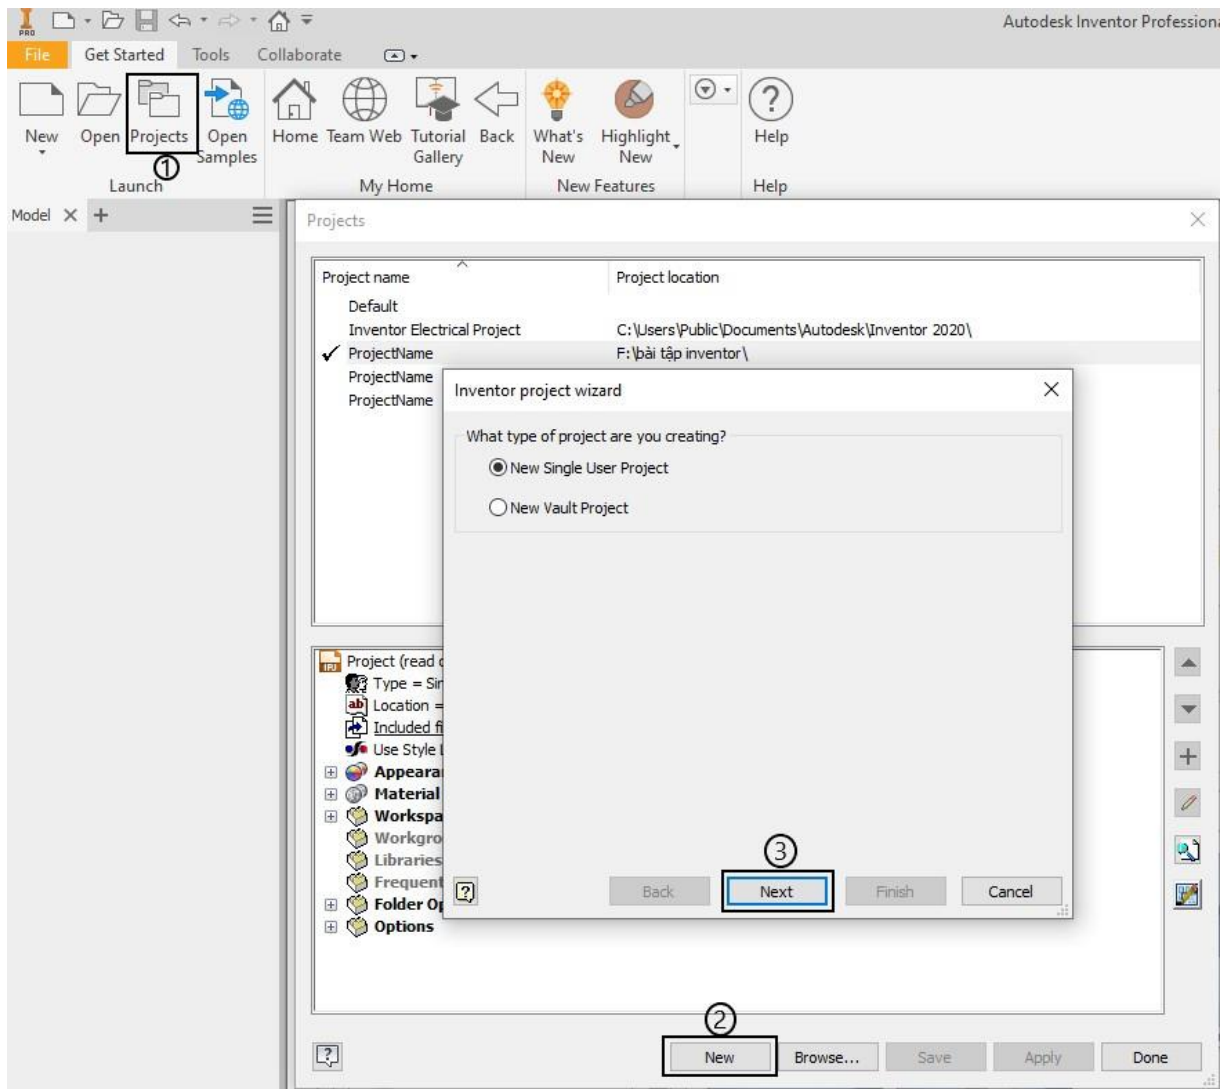 PRO
Autodesk Inventor Professiona
File Get Started Tools Collaborate
New Open Projects Open Samples Home Team Web Tutorial Gallery Back What's New Highlight New Help
①
Launch My Home New Features Help
Model
Projects
Project name Project location
Default
Inventor Electrical Project C:\Users\Public\Documents\Autodesk\Inventor 2020\
ProjectName F:\bài tập inventor\
ProjectName
ProjectName
Inventor project wizard
What type of project are you creating?
New Single User Project
New Vault Project
Project (read o
Type = Sin
Location =
Included fi
Use Style L
Appeara
Material
Workspa
Workgro
Libraries
Frequent
Folder Op
Options
③
Back Next Finish Cancel
②
New Browse... Save Apply Done